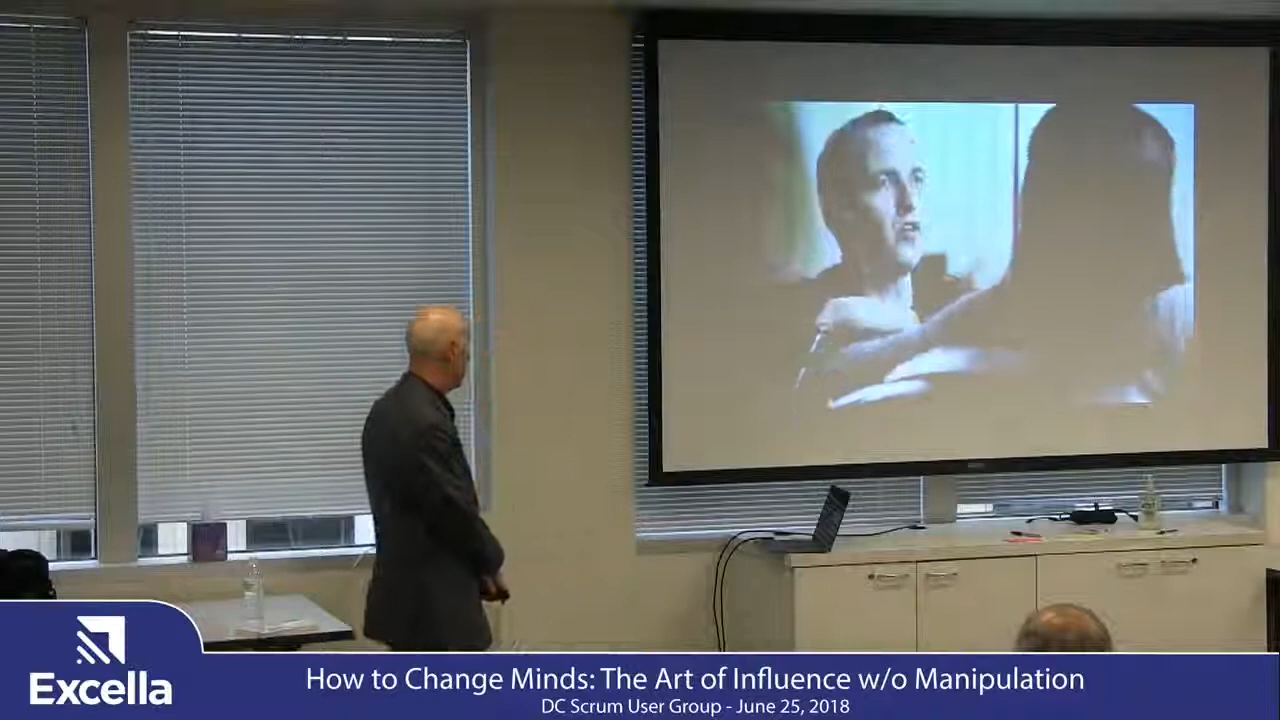 Excella
How to Change Minds: The Art of Influence w/o Manipulation
DC Scrum User Group - June 25, 2018